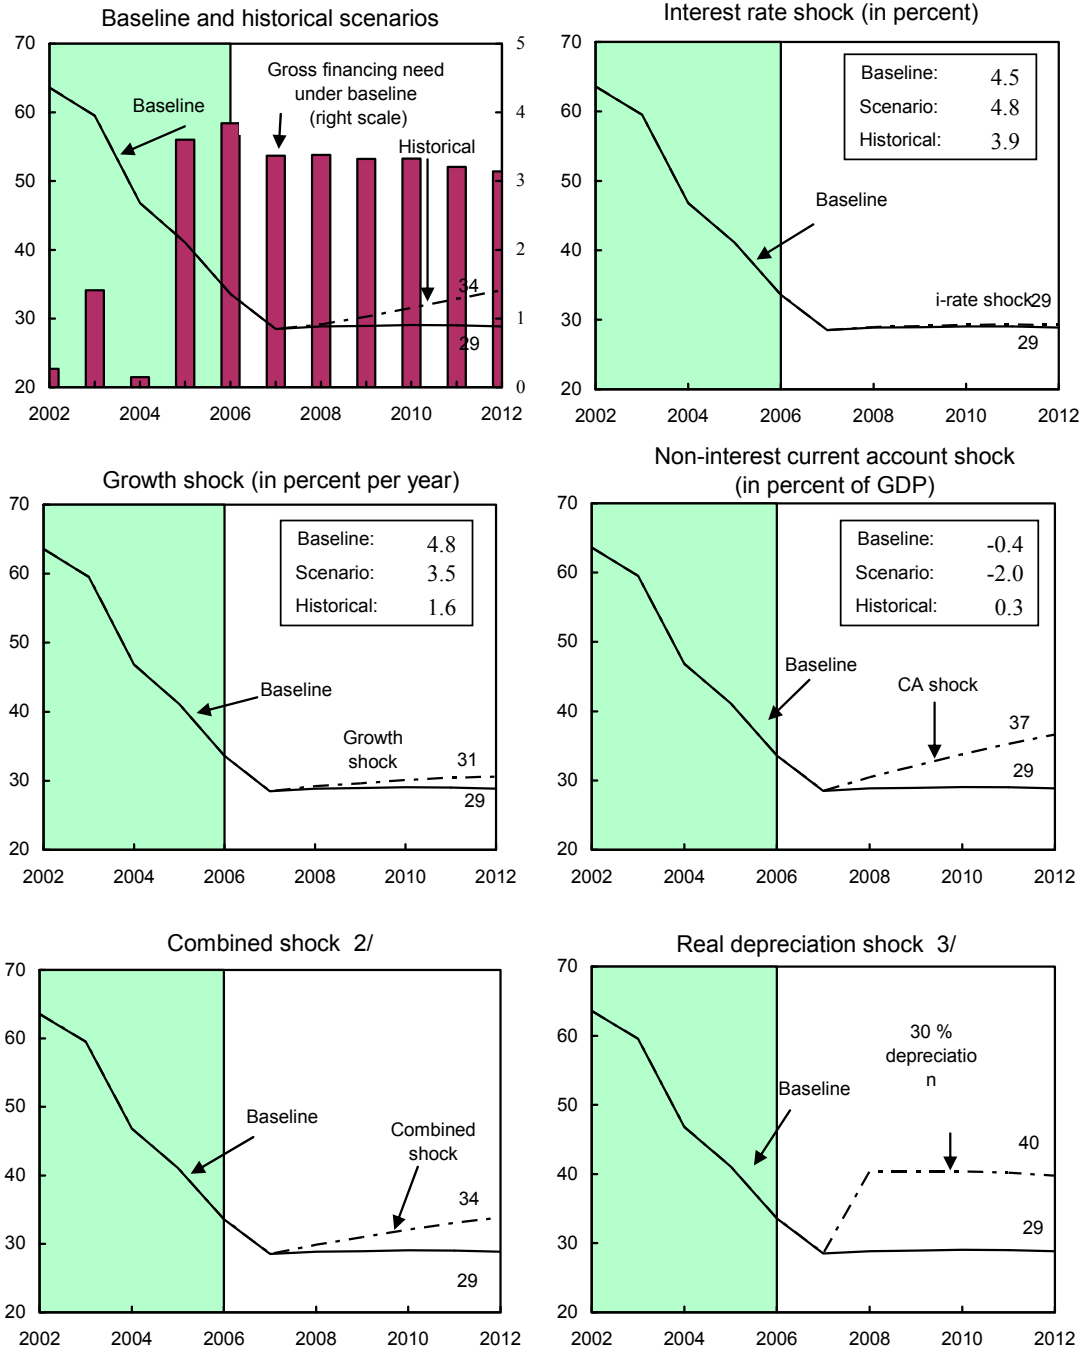 Baseline and historical scenarios
70
60
50
40
30
20
5
4
3
2
1
0
Gross financing need
under baseline
(right scale)
Baseline
Historical
34
29
2002 2004 2006 2008 2010 2012
Interest rate shock (in percent)
70
60
50
40
30
20
Baseline: 4.5
Scenario: 4.8
Historical: 3.9
Baseline
i-rate shock 29
29
2002 2004 2006 2008 2010 2012
Growth shock (in percent per year)
70
60
50
40
30
20
Baseline: 4.8
Scenario: 3.5
Historical: 1.6
Baseline
Growth
shock
31
29
2002 2004 2006 2008 2010 2012
Non-interest current account shock
(in percent of GDP)
70
60
50
40
30
20
Baseline: -0.4
Scenario: -2.0
Historical: 0.3
Baseline
CA shock
37
29
2002 2004 2006 2008 2010 2012
Combined shock 2/
70
60
50
40
30
20
Baseline
Combined
shock
34
29
2002 2004 2006 2008 2010 2012
Real depreciation shock 3/
70
60
50
40
30
20
30 %
depreciatio
n
Baseline
40
29
2002 2004 2006 2008 2010 2012